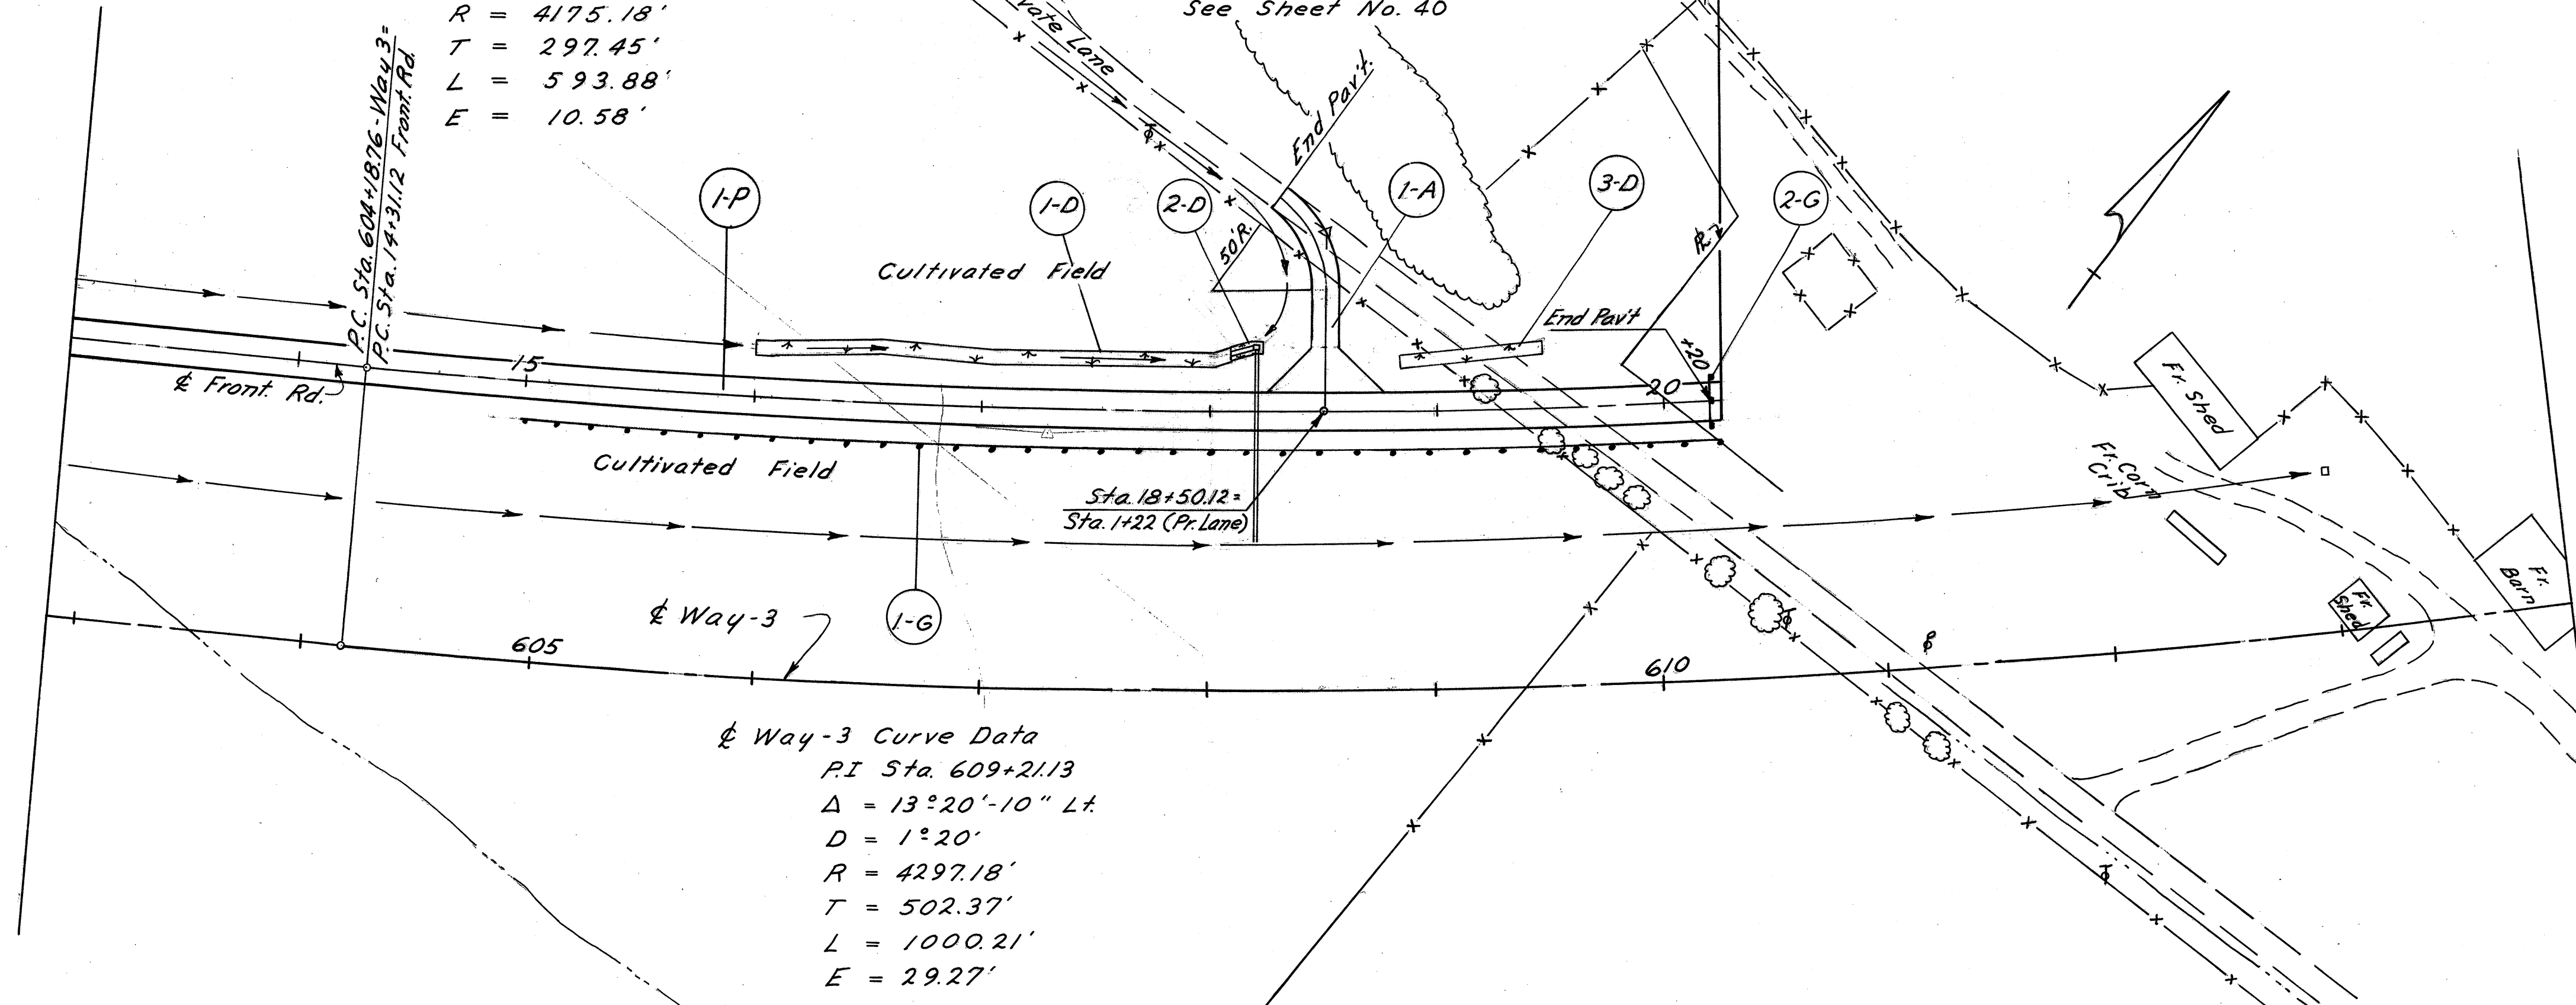 R = 4175.18'
T = 297.45'
L = 593.88'
E = 10.58'
See Sheet No. 40
vate Lane
P.C. Sta. 604+18.76 - Way 3 =
P.C. Sta. 14+31.12 Front. Rd.
End Pav't.
1-P
1-D
2-D
1-A
3-D
2-G
50'R.
Cultivated Field
End Pav't
+20
15
20
℄ Front. Rd.
Fr. Shed
Cultivated Field
Fr. Corn
Crib
Sta. 18+50.12 =
Sta. 1+22 (Pr. Lane)
Fr.
Barn
Fr.
Shed
℄ Way-3
1-G
605
610
℄ Way-3 Curve Data
P.I Sta. 609+21.13
Δ = 13°20'-10" Lt.
D = 1°20'
R = 4297.18'
T = 502.37'
L = 1000.21'
E = 29.27'